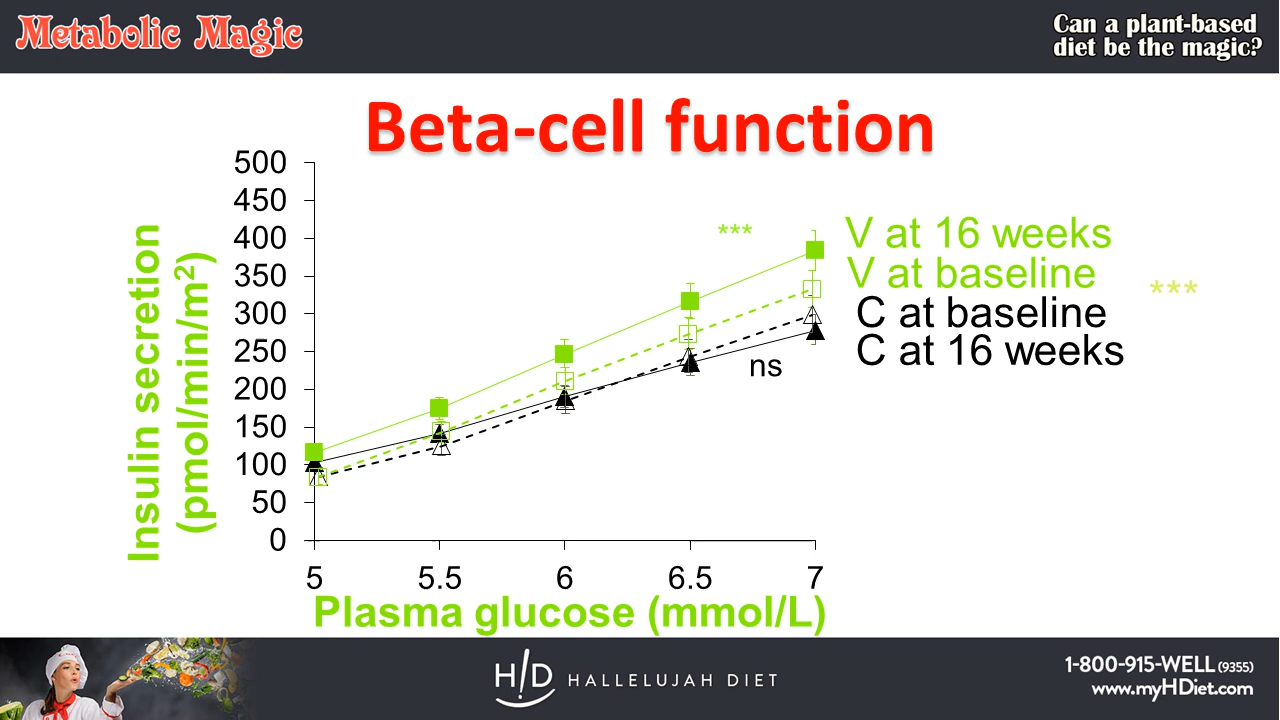 Metabolic Magic
Can a plant-based
diet be the magic?
Beta-cell function
Insulin secretion
(pmol/min/m²)
500
450
400
350
300
250
200
150
100
50
0
***
ns
V at 16 weeks
V at baseline
***
C at baseline
C at 16 weeks
5 5.5 6 6.5 7
Plasma glucose (mmol/L)
H!D HALLELUJAH DIET
1-800-915-WELL (9355)
www.myHDiet.com